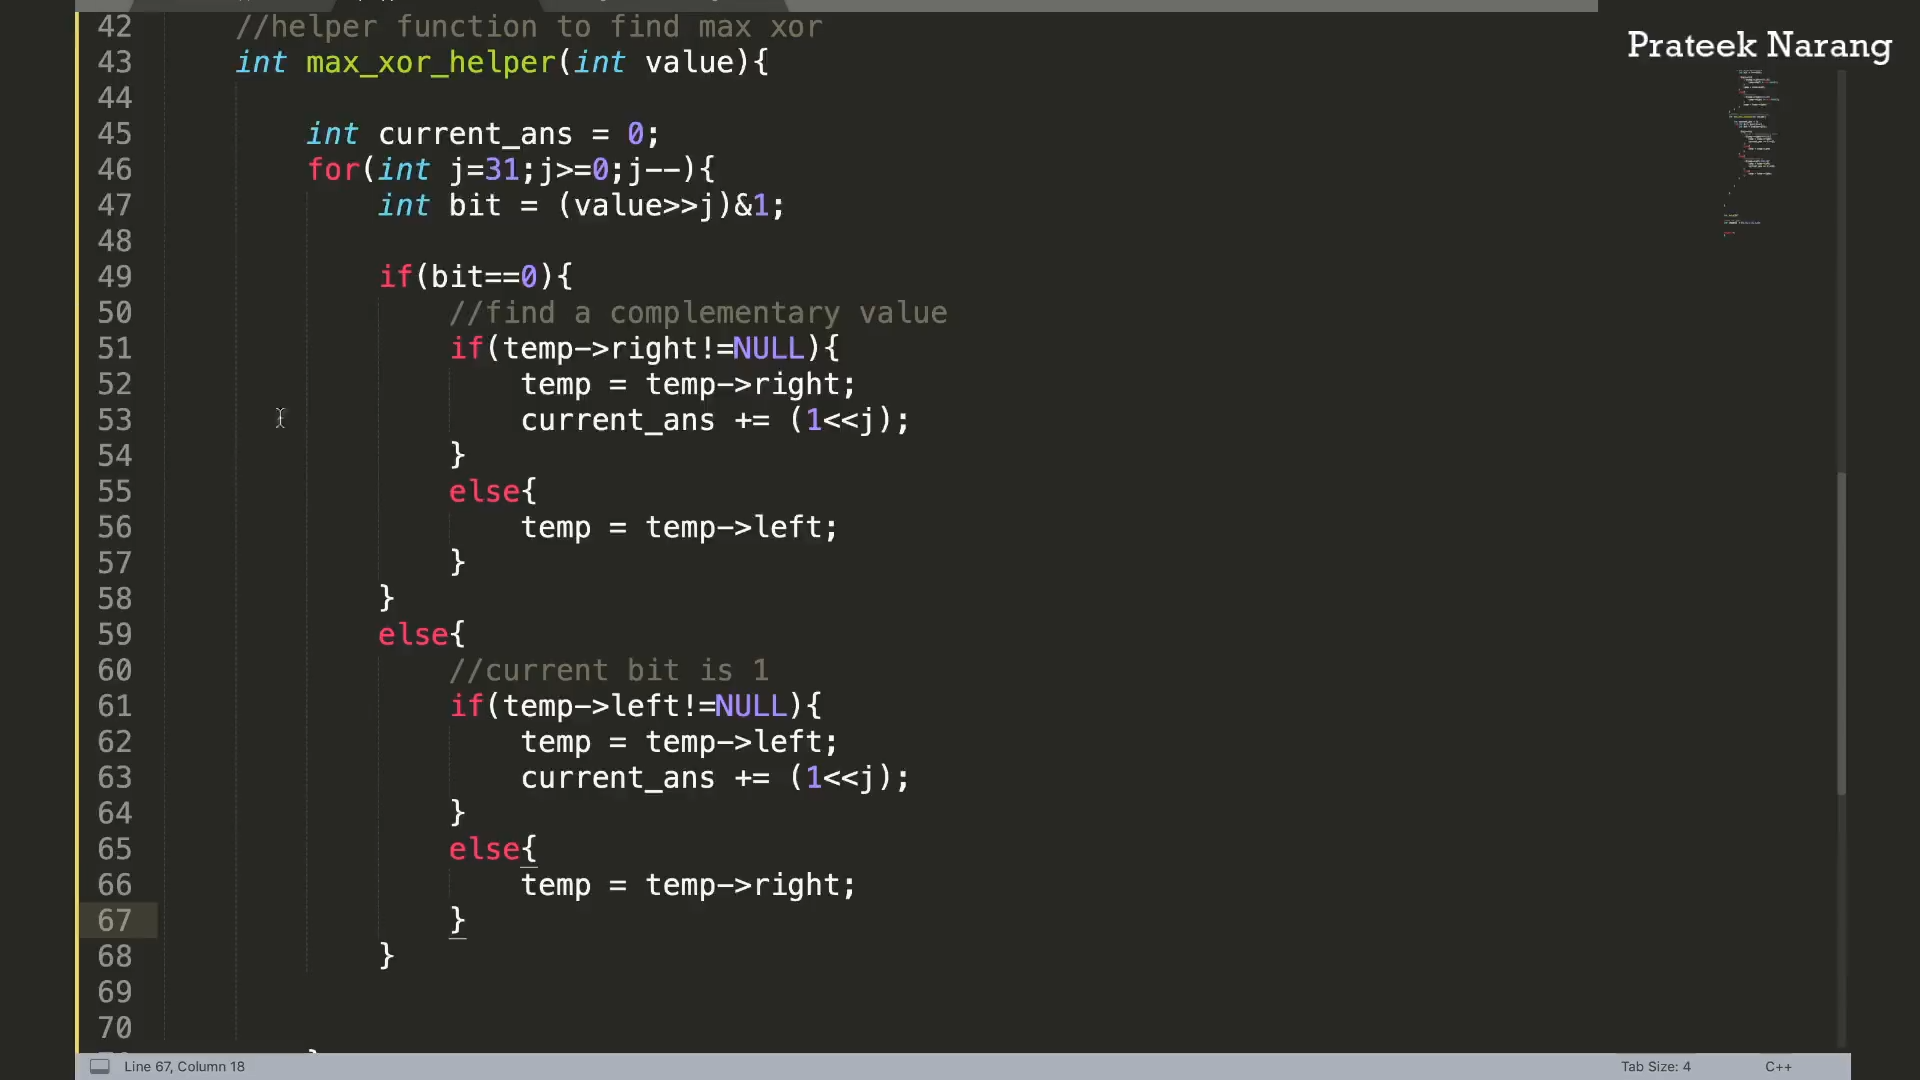 Prateek Narang
42 //helper function to find max xor
43 int max_xor_helper(int value){
44
45 int current_ans = 0;
46 for(int j=31;j>=0;j--){
47 int bit = (value>>j)&1;
48
49 if(bit==0){
50 //find a complementary value
51 if(temp->right!=NULL){
52 temp = temp->right;
53 current_ans += (1<<j);
54 }
55 else{
56 temp = temp->left;
57 }
58 }
59 else{
60 //current bit is 1
61 if(temp->left!=NULL){
62 temp = temp->left;
63 current_ans += (1<<j);
64 }
65 else{
66 temp = temp->right;
67 }
68 }
69
70
Line 67, Column 18
Tab Size: 4
C++